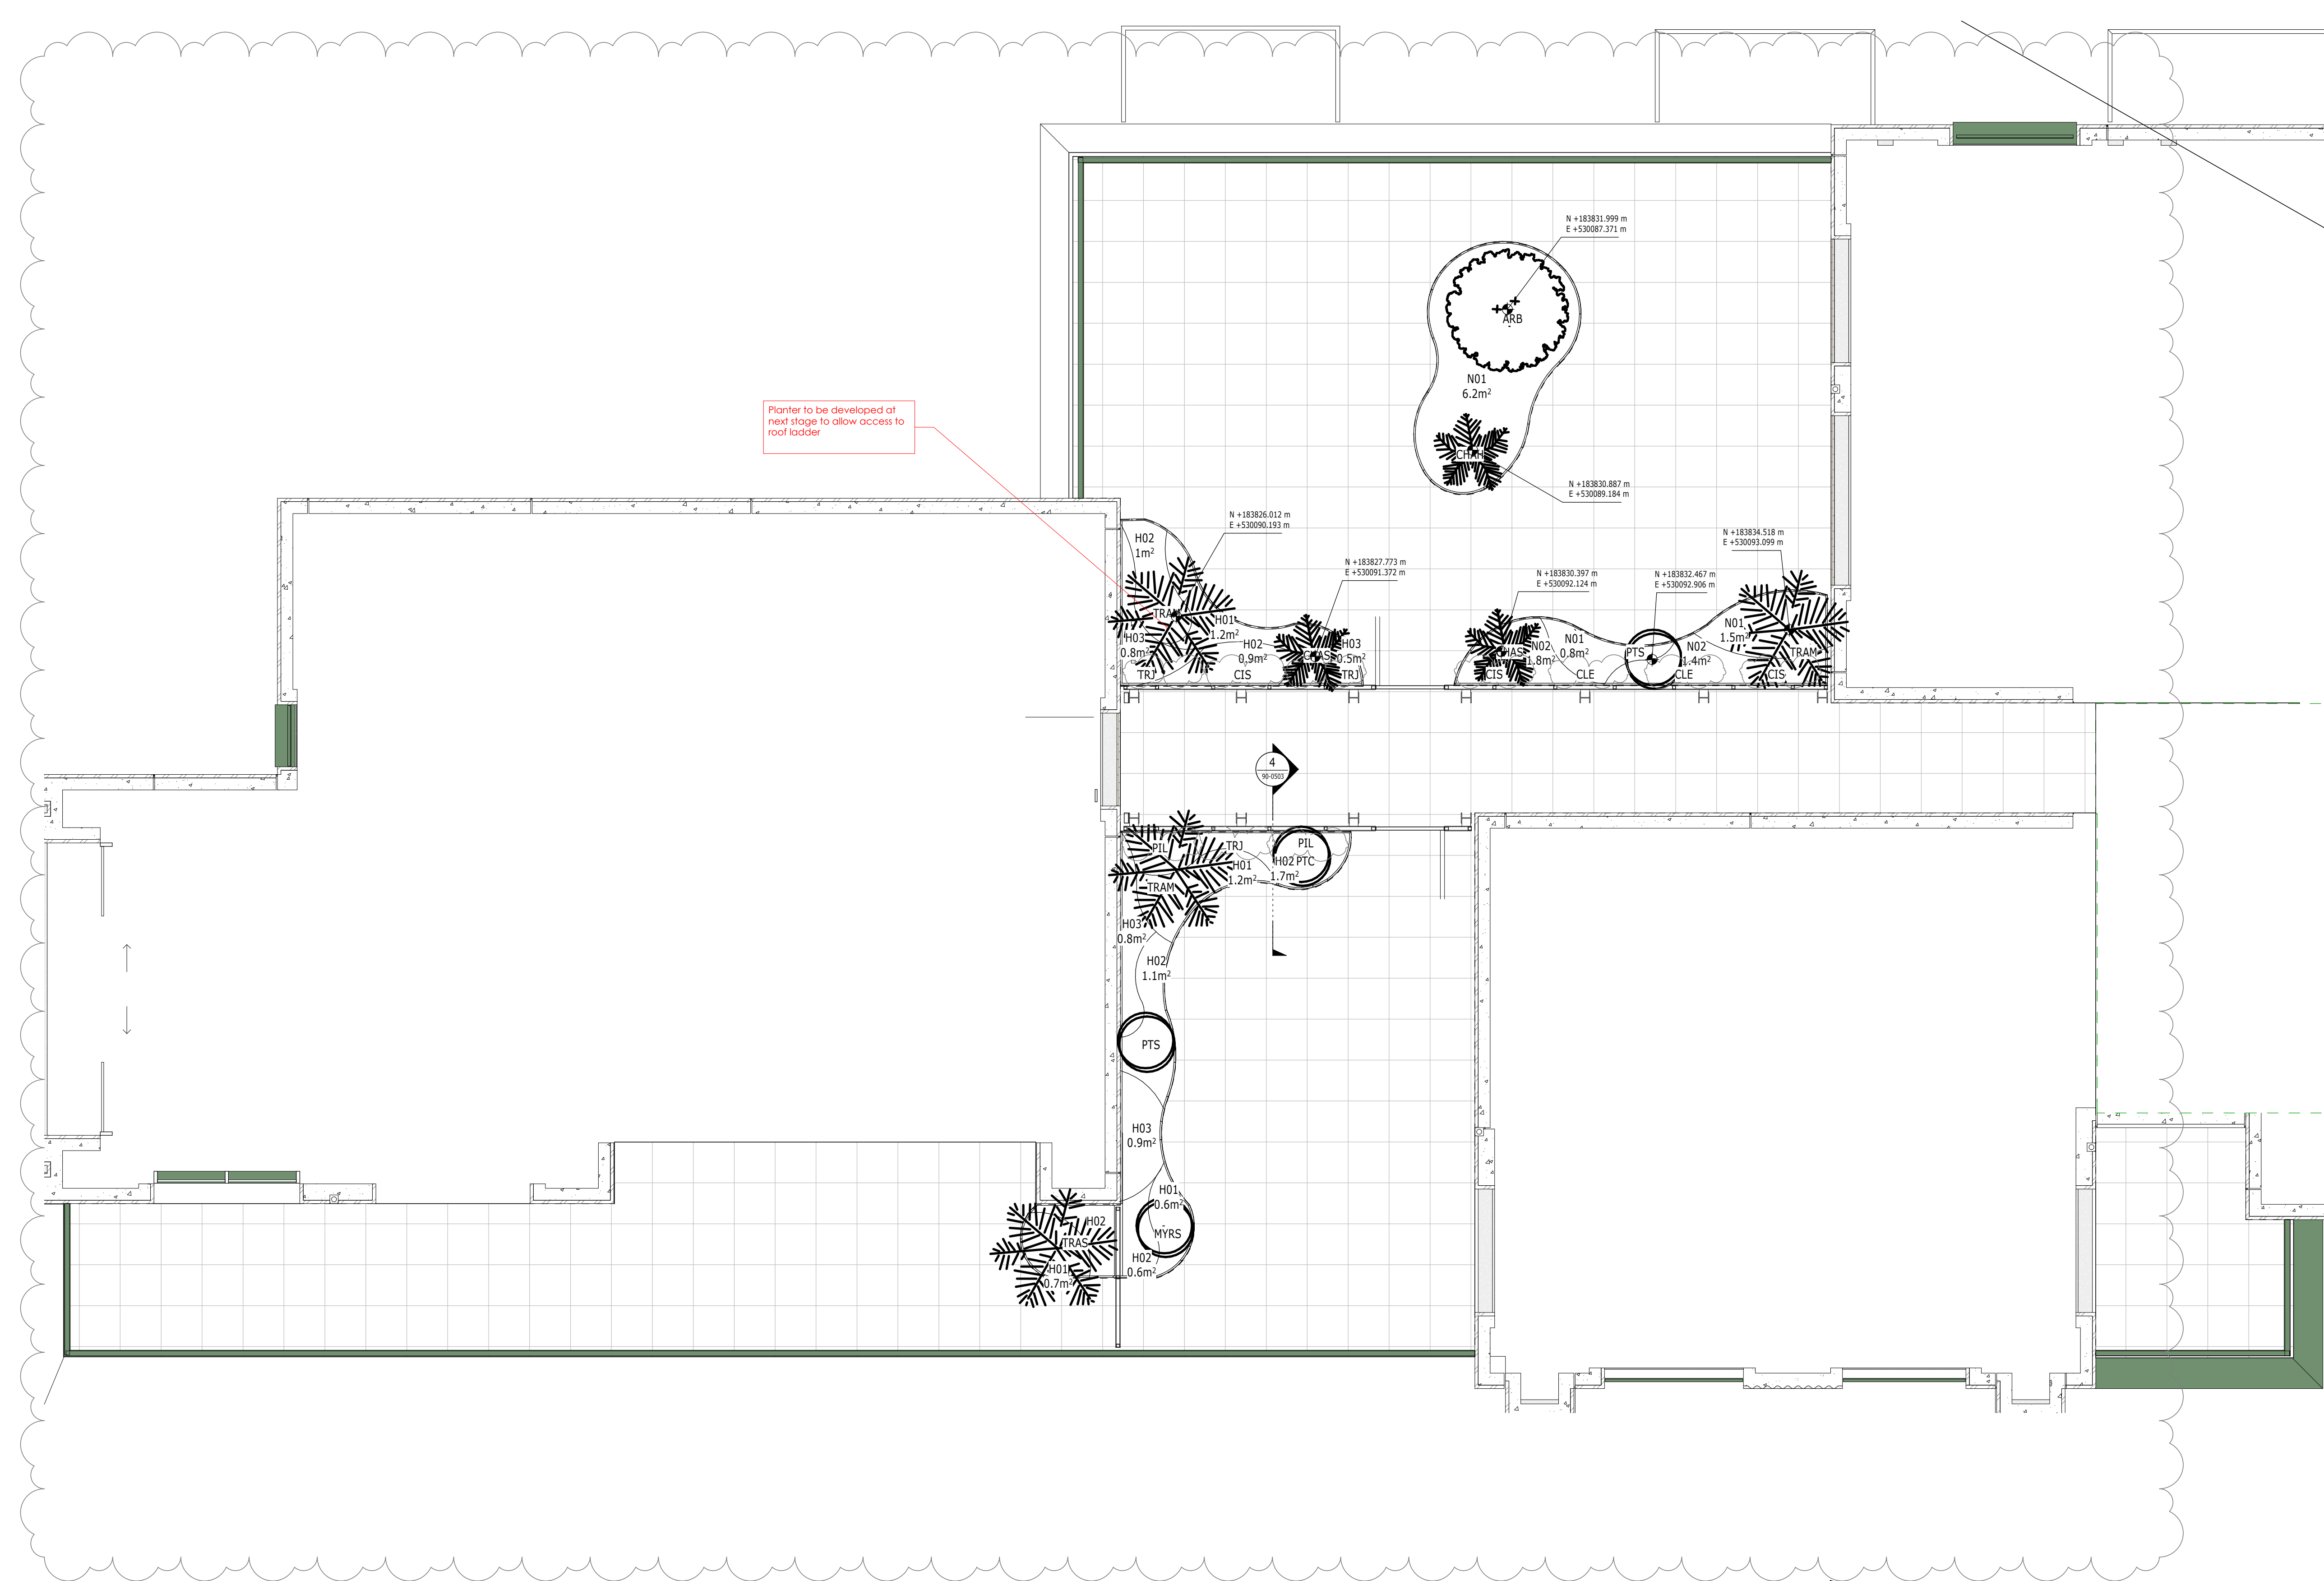 N +183831.999 m
E +530087.371 m
ARB
N01
6.2m²
CHAH
N +183830.887 m
E +530089.184 m
Planter to be developed at
next stage to allow access to
roof ladder
N +183826.012 m
E +530090.193 m
N +183827.773 m
E +530091.372 m
N +183830.397 m
E +530092.124 m
N +183832.467 m
E +530092.906 m
N +183834.518 m
E +530093.099 m
H02
1m²
TRAM
H01
1.2m²
H03
0.8m²
TRJ
H02
0.9m²
CIS
CHAS
H03
0.5m²
TRJ
CHAS
CIS
N02
1.8m²
N01
0.8m²
CLE
PTS
N02
1.4m²
CLE
N01
1.5m²
TRAM
CIS
4
90-0503
PIL
TRJ
PIL
H01
1.2m²
H02
1.7m²
PTC
TRAM
H03
0.8m²
H02
1.1m²
PTS
H03
0.9m²
H01
0.6m²
MYRS
H02
0.6m²
H02
TRAS
H01
0.7m²